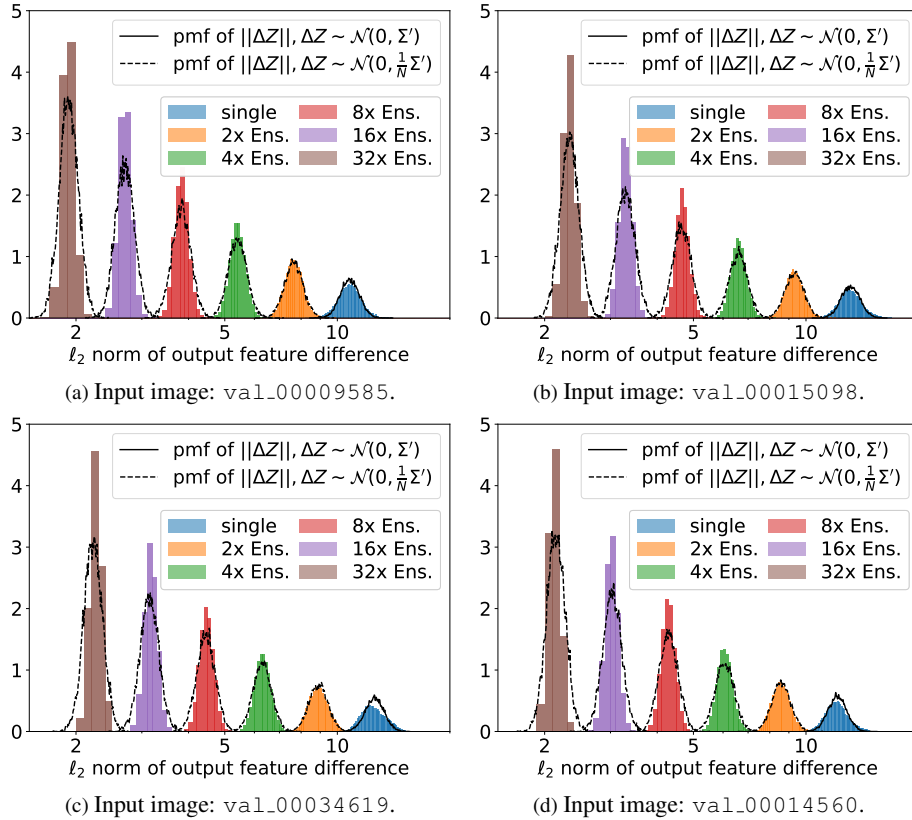 5
4
3
2
1
0
pmf of ||ΔZ||, ΔZ ~ 𝒩(0, Σ′)
pmf of ||ΔZ||, ΔZ ~ 𝒩(0, 1/N Σ′)
single 8x Ens.
2x Ens. 16x Ens.
4x Ens. 32x Ens.
2 5 10
ℓ₂ norm of output feature difference
(a) Input image: val_00009585.
5
4
3
2
1
0
pmf of ||ΔZ||, ΔZ ~ 𝒩(0, Σ′)
pmf of ||ΔZ||, ΔZ ~ 𝒩(0, 1/N Σ′)
single 8x Ens.
2x Ens. 16x Ens.
4x Ens. 32x Ens.
2 5 10
ℓ₂ norm of output feature difference
(b) Input image: val_00015098.
5
4
3
2
1
0
pmf of ||ΔZ||, ΔZ ~ 𝒩(0, Σ′)
pmf of ||ΔZ||, ΔZ ~ 𝒩(0, 1/N Σ′)
single 8x Ens.
2x Ens. 16x Ens.
4x Ens. 32x Ens.
2 5 10
ℓ₂ norm of output feature difference
(c) Input image: val_00034619.
5
4
3
2
1
0
pmf of ||ΔZ||, ΔZ ~ 𝒩(0, Σ′)
pmf of ||ΔZ||, ΔZ ~ 𝒩(0, 1/N Σ′)
single 8x Ens.
2x Ens. 16x Ens.
4x Ens. 32x Ens.
2 5 10
ℓ₂ norm of output feature difference
(d) Input image: val_00014560.